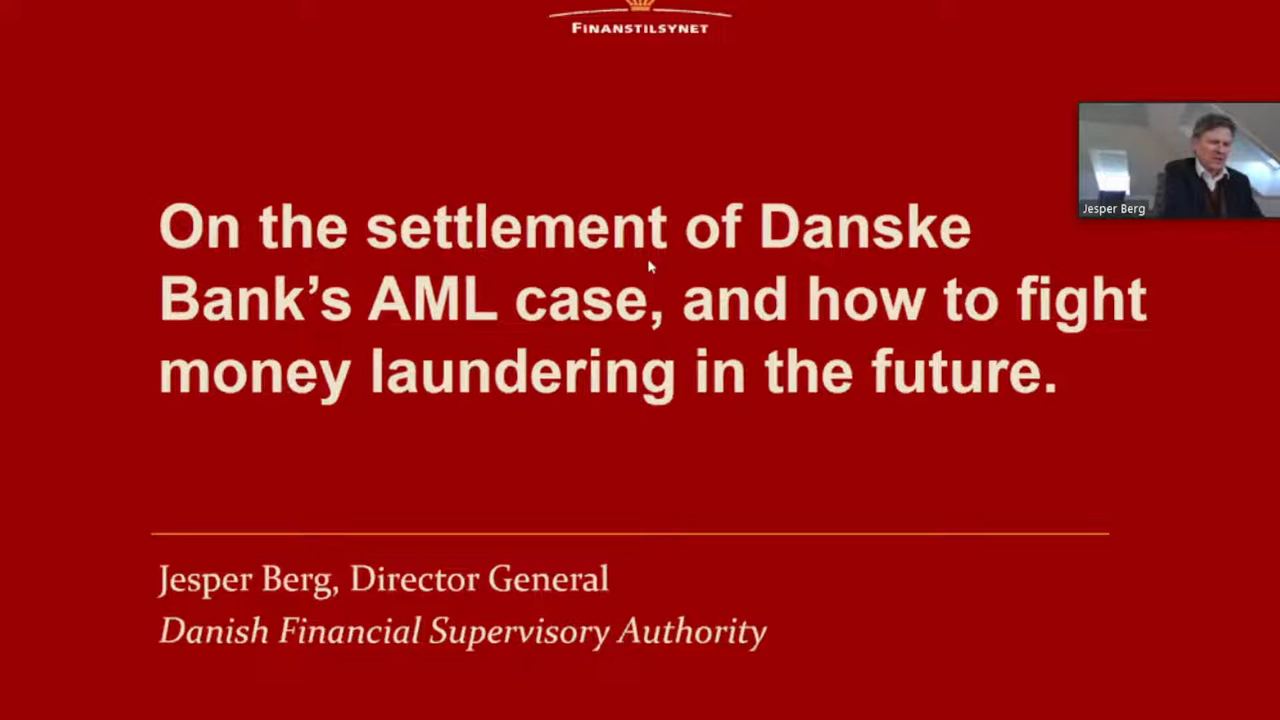 FINANSTILSYNET
On the settlement of Danske
Bank’s AML case, and how to fight
money laundering in the future.
Jesper Berg
Jesper Berg, Director General
Danish Financial Supervisory Authority